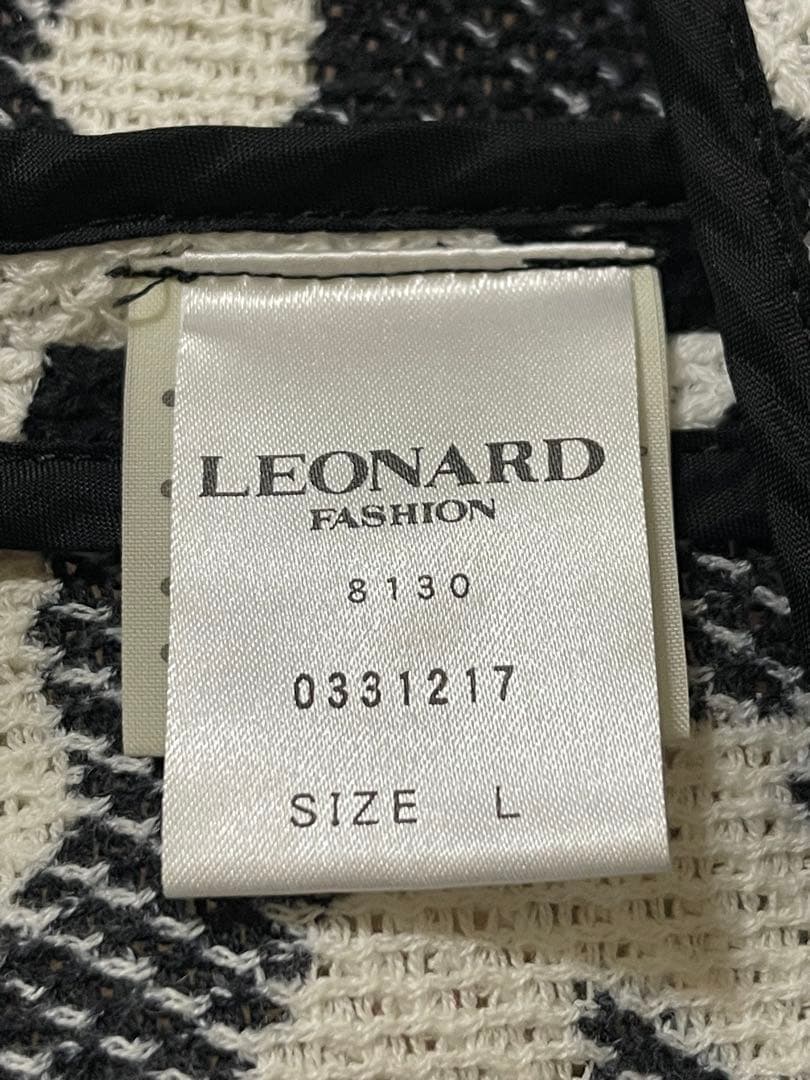 LEONARD
FASHION
8130
0331217
SIZE L